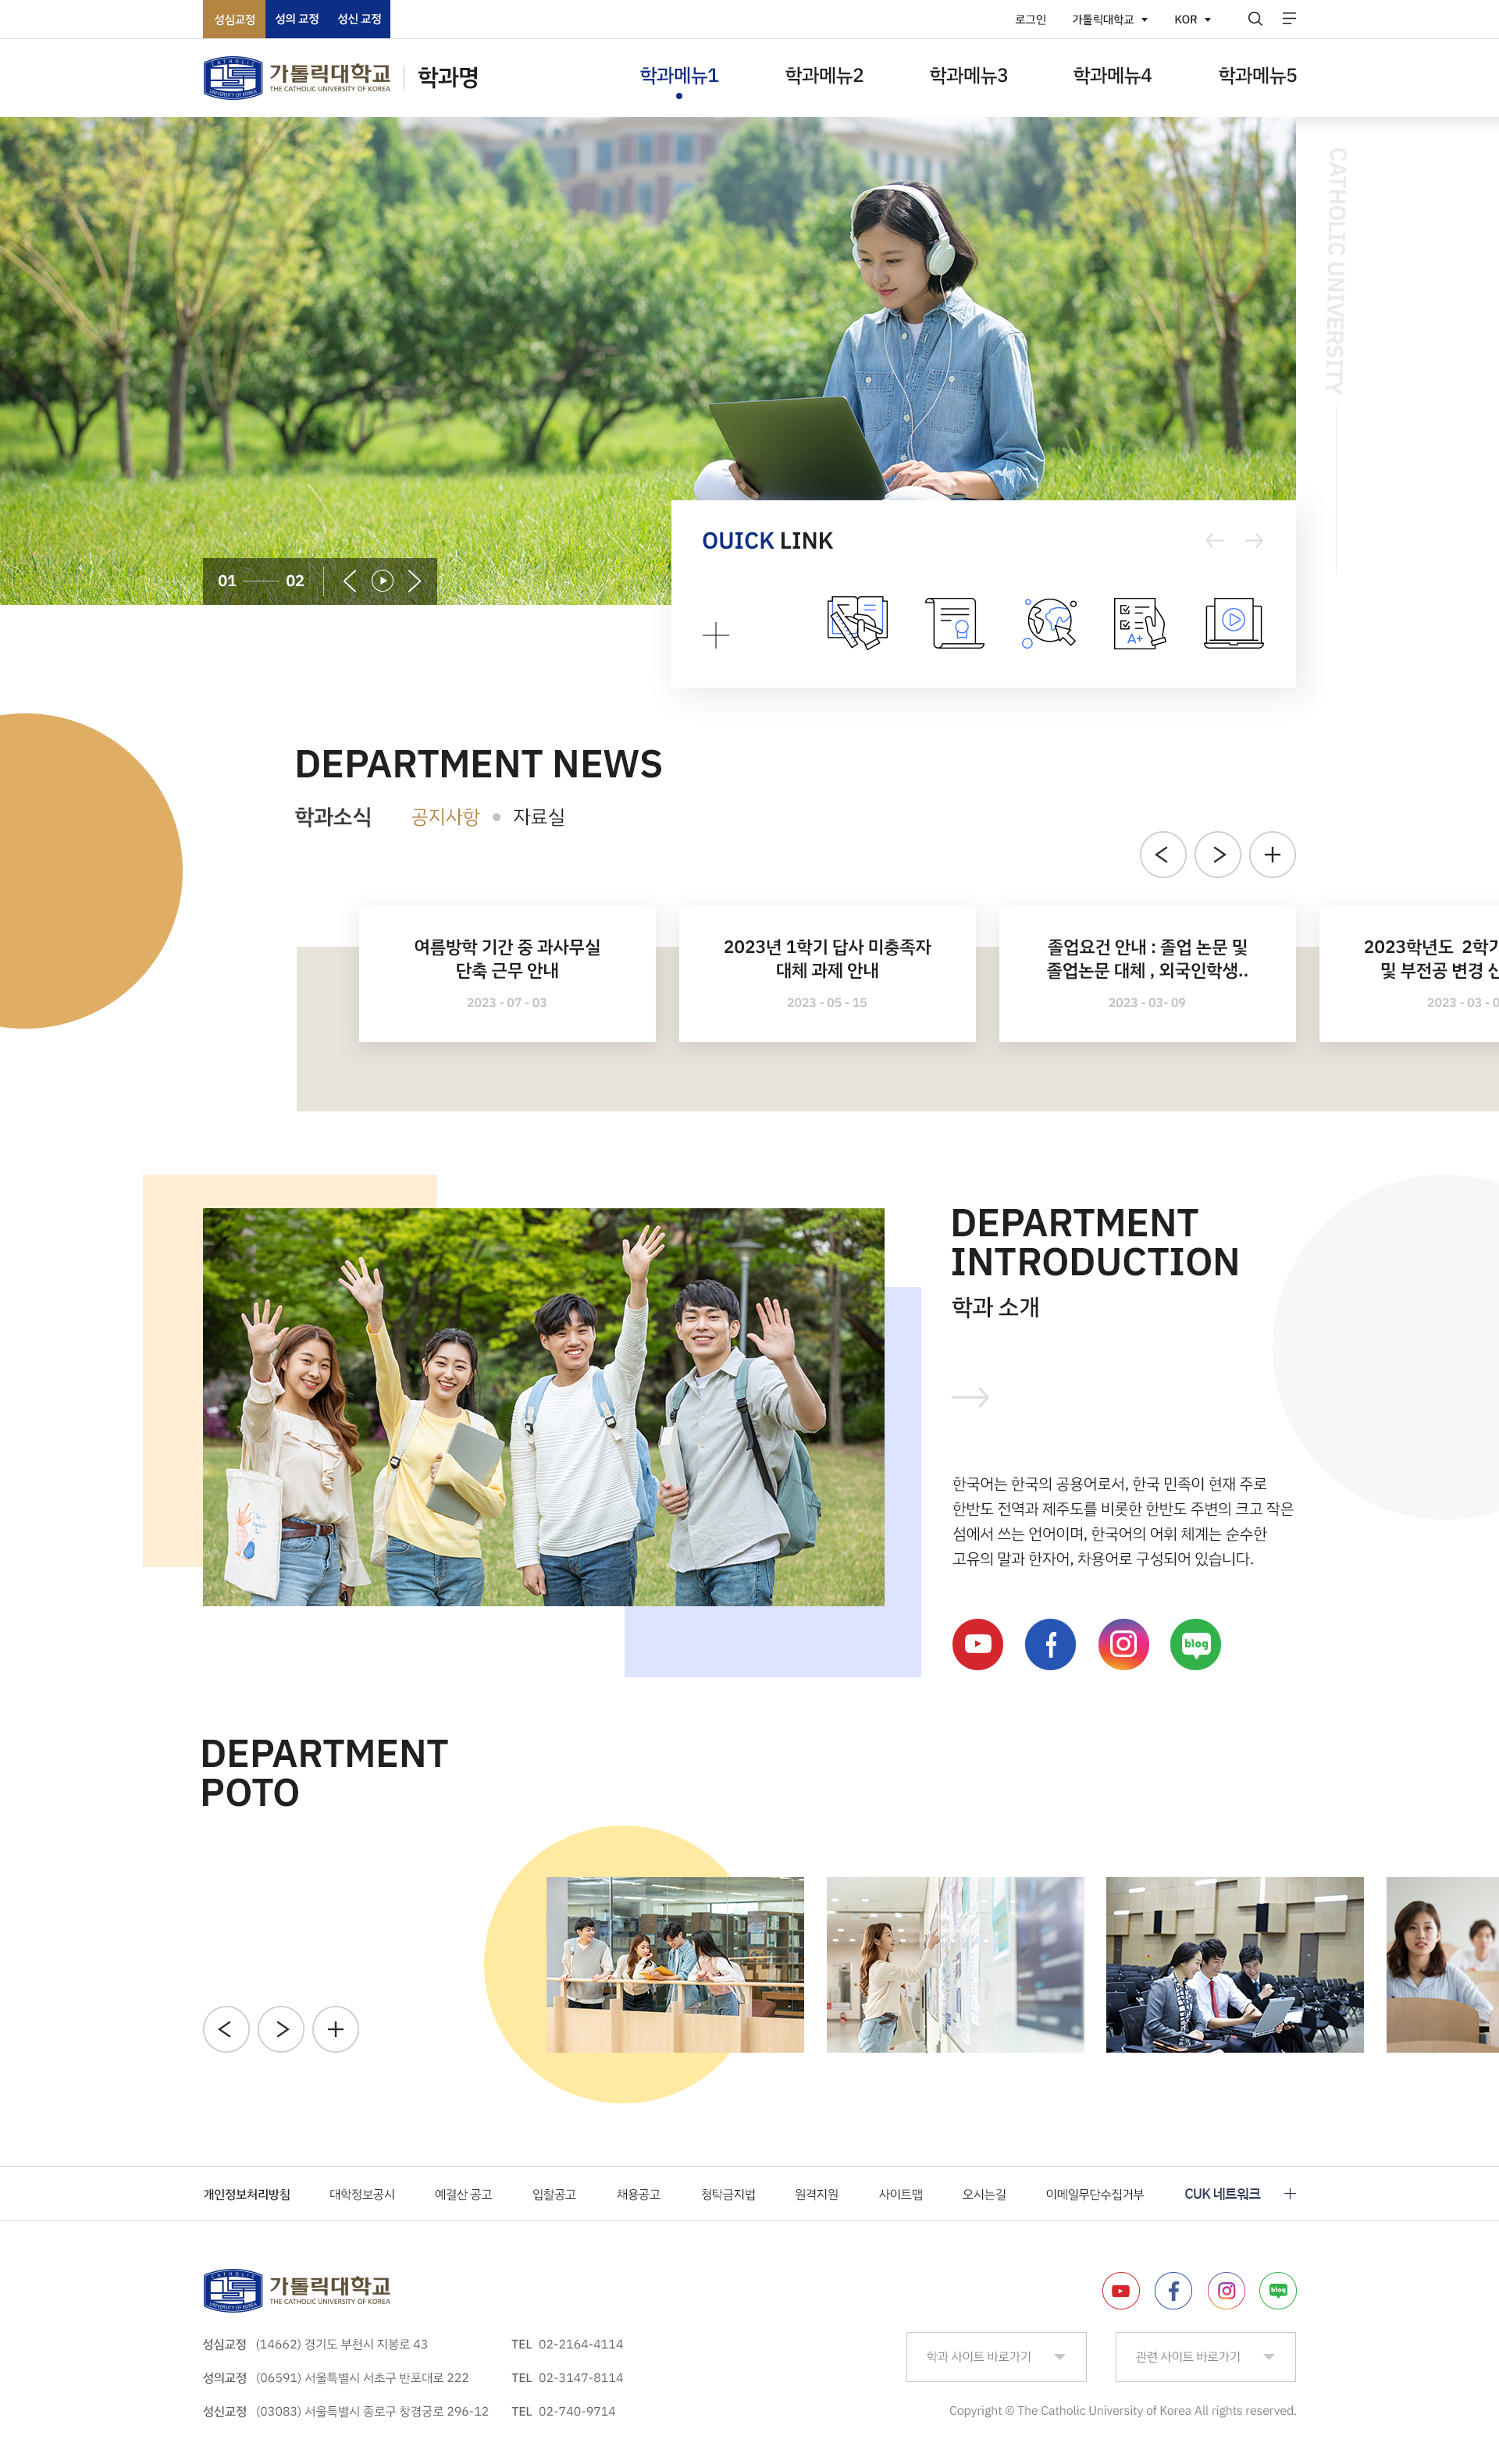 성심교정
성의 교정
성신 교정
로그인
가톨릭대학교
KOR
CATHOLIC
UNIVERSITY OF KOREA
가톨릭대학교
THE CATHOLIC UNIVERSITY OF KOREA
학과명
학과메뉴1
학과메뉴2
학과메뉴3
학과메뉴4
학과메뉴5
CATHOLIC UNIVERSITY
01
02
OUICK LINK
A+
DEPARTMENT NEWS
학과소식
공지사항
자료실
여름방학 기간 중 과사무실
단축 근무 안내
2023 - 07 - 03
2023년 1학기 답사 미충족자
대체 과제 안내
2023 - 05 - 15
졸업요건 안내 : 졸업 논문 및
졸업논문 대체 , 외국인학생..
2023 - 03- 09
2023학년도 2학기
및 부전공 변경
2023 - 03 -
DEPARTMENT
INTRODUCTION
학과 소개
한국어는 한국의 공용어로서, 한국 민족이 현재 주로
한반도 전역과 제주도를 비롯한 한반도 주변의 크고 작은
섬에서 쓰는 언어이며, 한국어의 어휘 체계는 순수한
고유의 말과 한자어, 차용어로 구성되어 있습니다.
blog
DEPARTMENT
POTO
개인정보처리방침
대학정보공시
예결산 공고
입찰공고
채용공고
청탁금지법
원격지원
사이트맵
오시는길
이메일무단수집거부
CUK 네트워크
CATHOLIC
UNIVERSITY OF KOREA
가톨릭대학교
THE CATHOLIC UNIVERSITY OF KOREA
blog
성심교정 (14662) 경기도 부천시 지봉로 43 TEL 02-2164-4114
성의교정 (06591) 서울특별시 서초구 반포대로 222 TEL 02-3147-8114
성신교정 (03083) 서울특별시 종로구 창경궁로 296-12 TEL 02-740-9714
학과 사이트 바로가기
관련 사이트 바로가기
Copyright © The Catholic University of Korea All rights reserved.